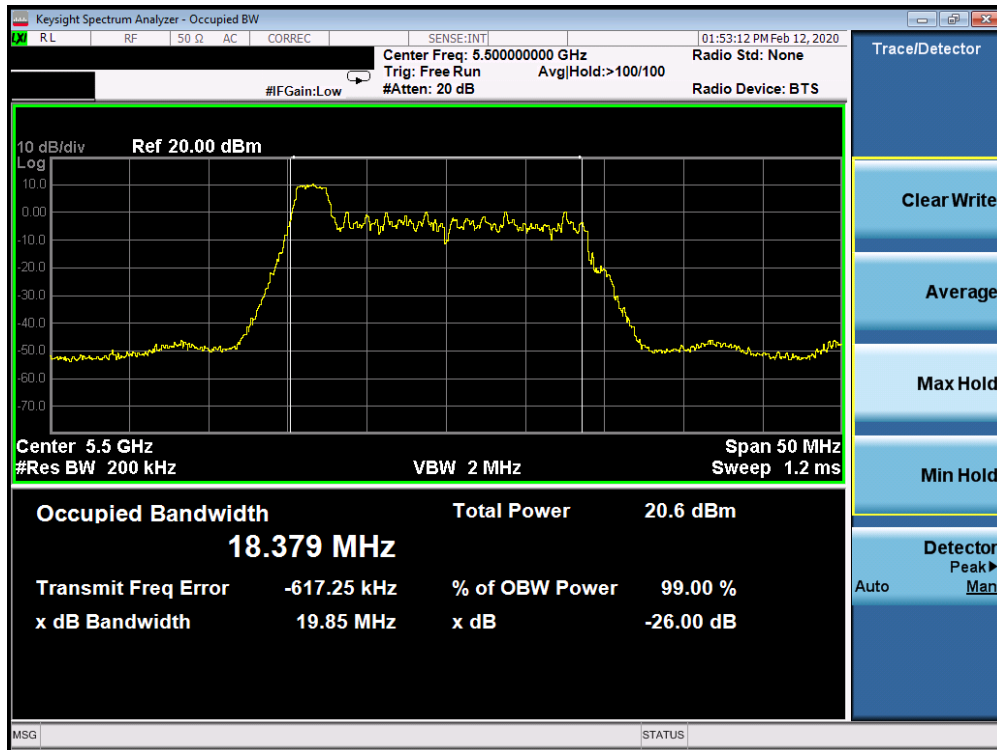 Keysight Spectrum Analyzer - Occupied BW
LXI RL RF 50 Ω AC CORREC SENSE:INT 01:53:12 PM Feb 12, 2020
Center Freq: 5.500000000 GHz Radio Std: None
Trig: Free Run Avg|Hold:>100/100
#IFGain:Low #Atten: 20 dB Radio Device: BTS
Trace/Detector
10 dB/div Ref 20.00 dBm
Log
10.0
0.00
-10.0
-20.0
-30.0
-40.0
-50.0
-60.0
-70.0
Center 5.5 GHz Span 50 MHz
#Res BW 200 kHz VBW 2 MHz Sweep 1.2 ms
Occupied Bandwidth Total Power 20.6 dBm
18.379 MHz
Transmit Freq Error -617.25 kHz % of OBW Power 99.00 %
x dB Bandwidth 19.85 MHz x dB -26.00 dB
Clear Write
Average
Max Hold
Min Hold
Detector
Peak▶
Auto Man
MSG STATUS